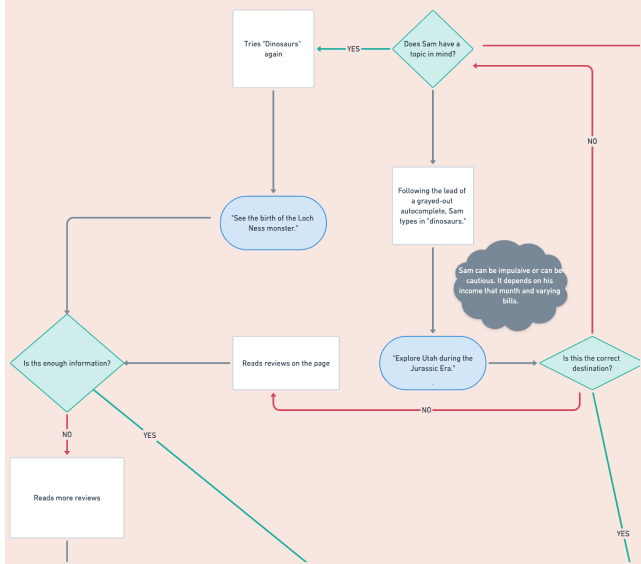 Tries "Dinosaurs"
again
YES
Does Sam have a
topic in mind?
NO
Following the lead of
a grayed-out
autocomplete, Sam
types in "dinosaurs."
"See the birth of the Loch
Ness monster."
Sam can be impulsive or can be
cautious. It depends on his
income that month and varying
bills.
Is ths enough information?
Reads reviews on the page
"Explore Utah during the
Jurassic Era."
.
Is this the correct
destination?
NO
NO
YES
Reads more reviews
YES